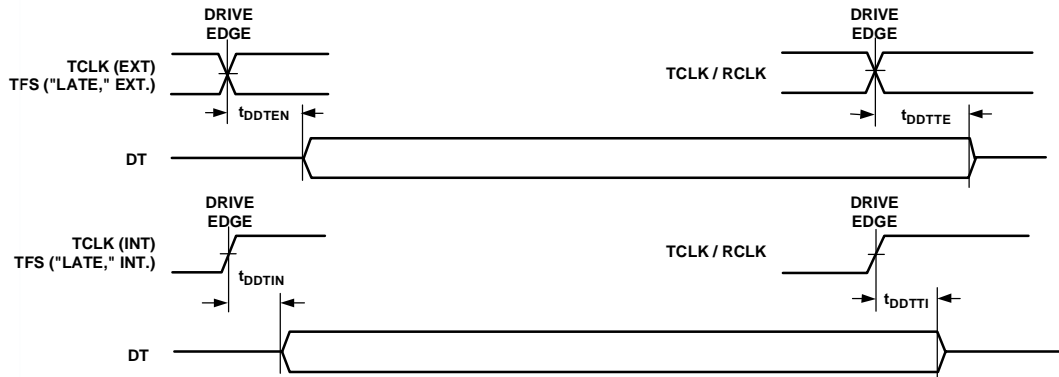 DRIVE
EDGE
DRIVE
EDGE
TCLK (EXT)
TFS ("LATE," EXT.)
TCLK / RCLK
tDDTEN
tDDTTE
DT
DRIVE
EDGE
DRIVE
EDGE
TCLK (INT)
TFS ("LATE," INT.)
TCLK / RCLK
tDDTIN
tDDTTI
DT